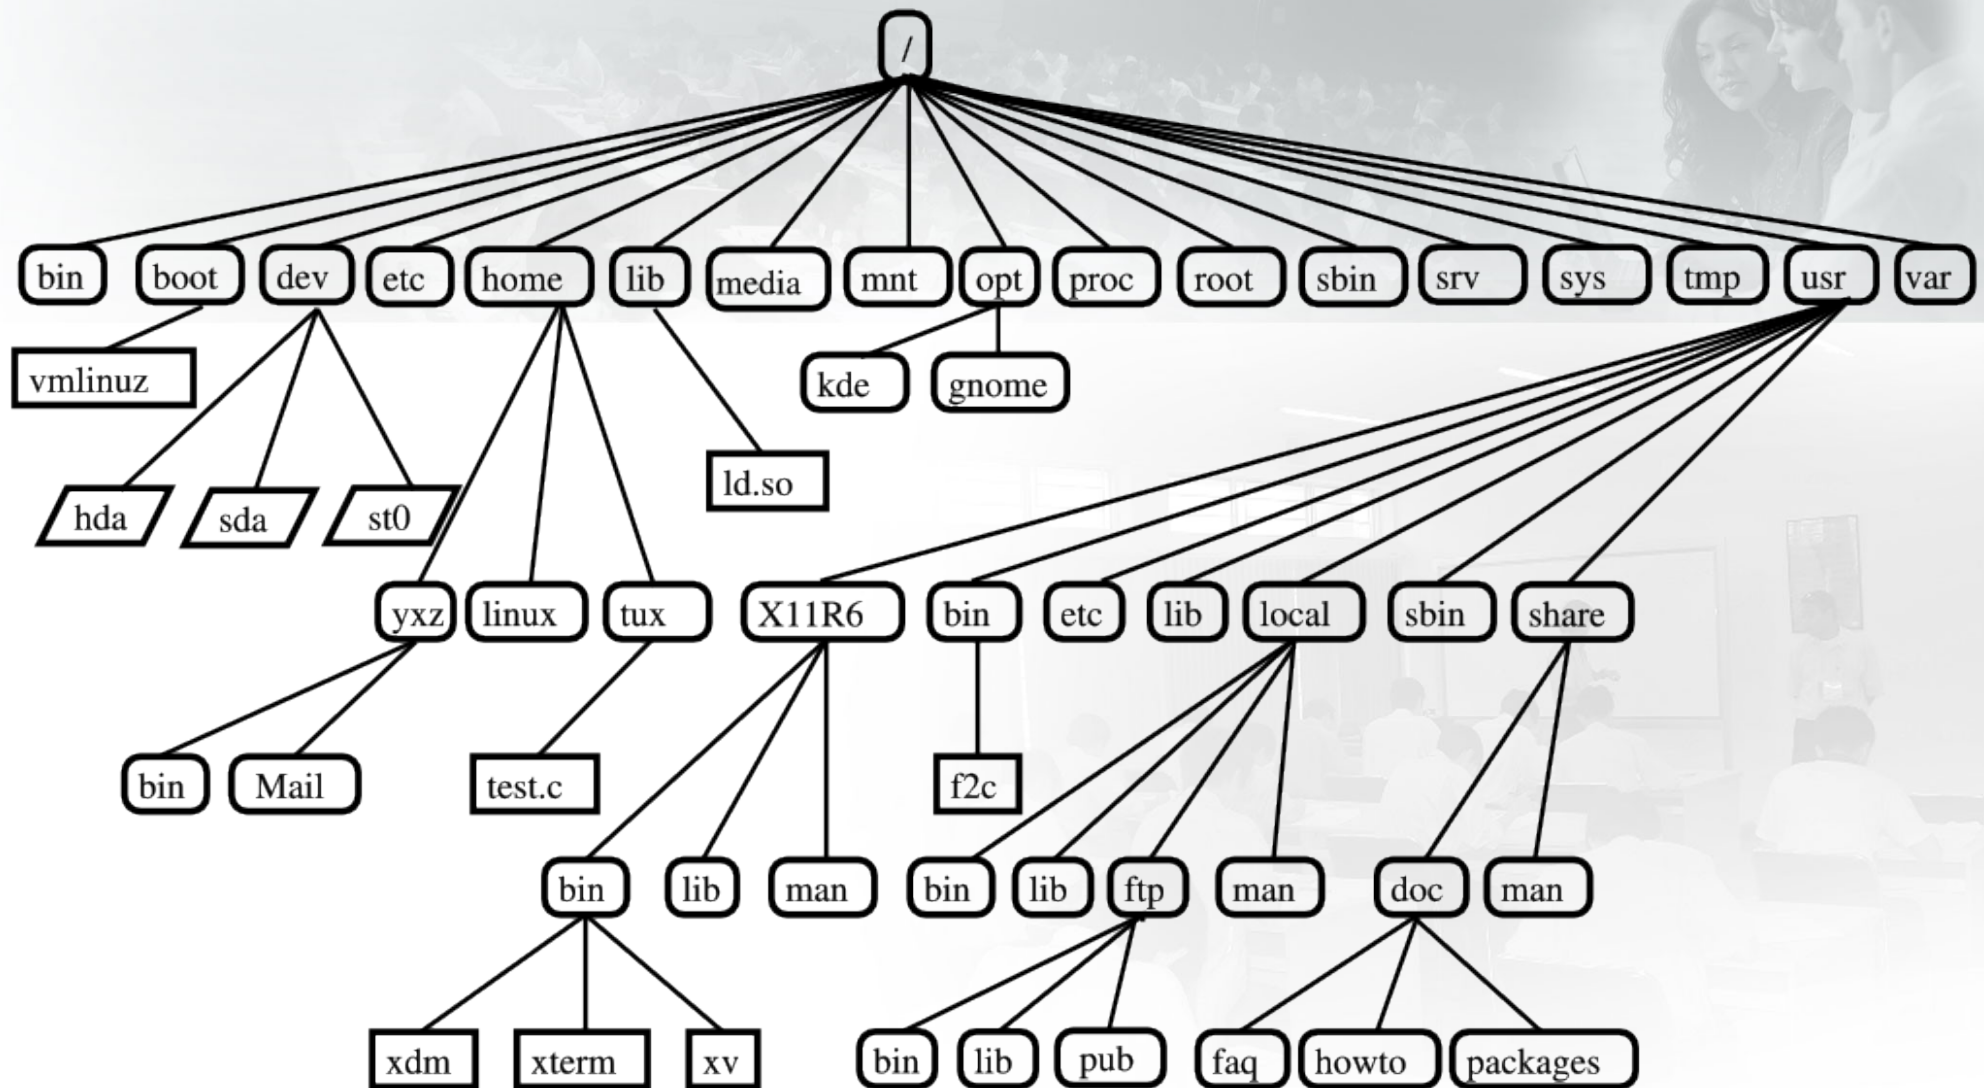 /
bin boot dev etc home lib media mnt opt proc root sbin srv sys tmp usr var
vmlinuz kde gnome
ld.so
hda sda st0
yxz linux tux X11R6 bin etc lib local sbin share
bin Mail test.c f2c
bin lib man bin lib ftp man doc man
xdm xterm xv bin lib pub faq howto packages